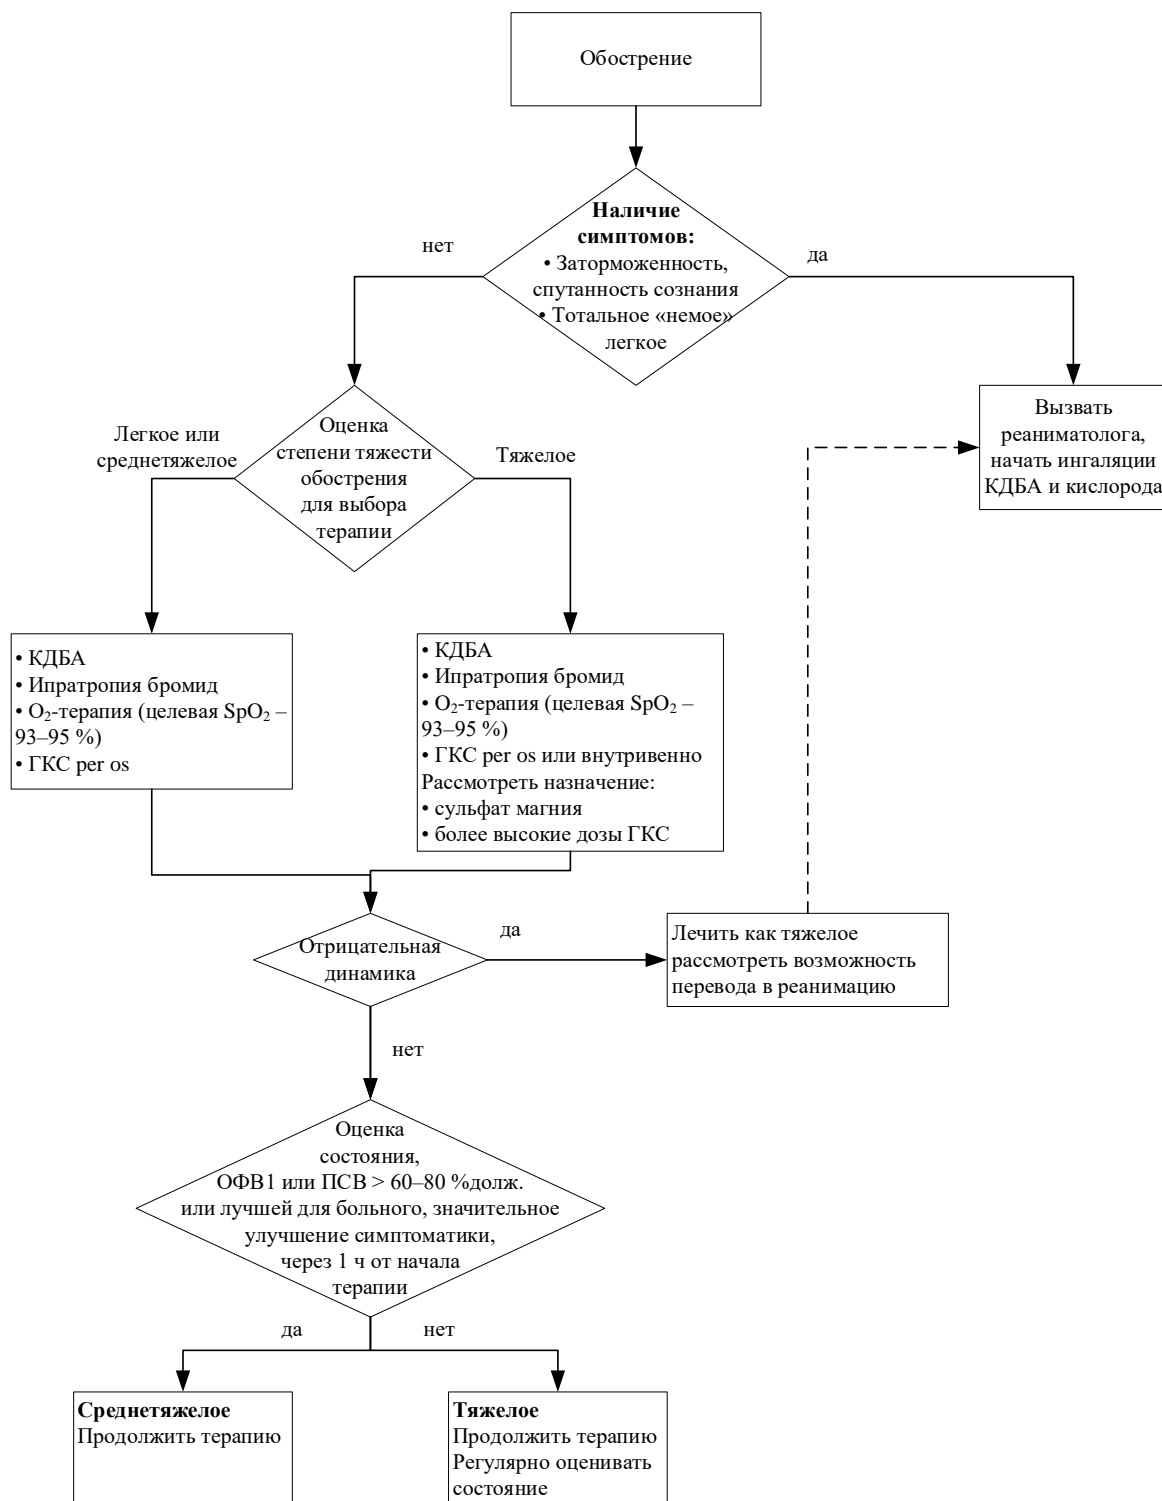 Обострение
Наличие
симптомов:
• Заторможенность,
спутанность сознания
• Тотальное «немое»
легкое
нет
да
Вызвать
реаниматолога,
начать ингаляции
КДБА и кислорода
Оценка
степени тяжести
обострения
для выбора
терапии
Легкое или
среднетяжелое
Тяжелое
• КДБА
• Ипратропия бромид
• О₂-терапия (целевая SpO₂ –
93–95 %)
• ГКС per os
• КДБА
• Ипратропия бромид
• О₂-терапия (целевая SpO₂ –
93–95 %)
• ГКС per os или внутривенно
Рассмотреть назначение:
• сульфат магния
• более высокие дозы ГКС
Отрицательная
динамика
да
Лечить как тяжелое
рассмотреть возможность
перевода в реанимацию
нет
Оценка
состояния,
ОФВ1 или ПСВ > 60–80 %долж.
или лучшей для больного, значительное
улучшение симптоматики,
через 1 ч от начала
терапии
да
нет
Среднетяжелое
Продолжить терапию
Тяжелое
Продолжить терапию
Регулярно оценивать
состояние